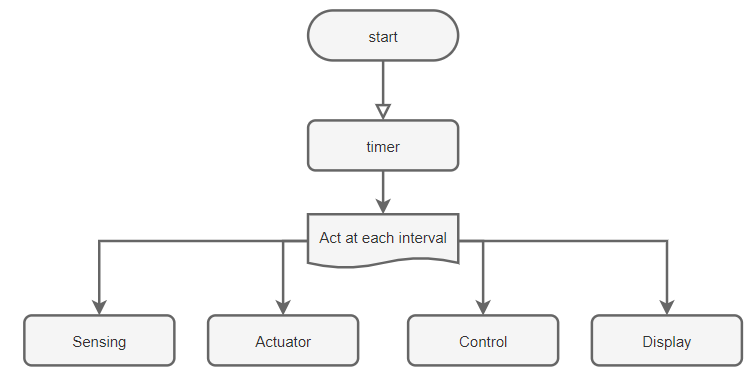 start
timer
Act at each interval
Sensing
Actuator
Control
Display